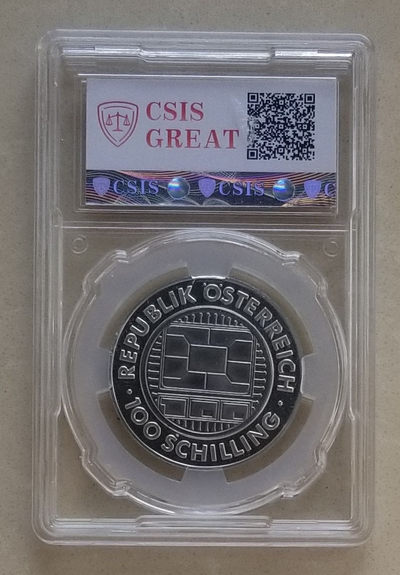 CSIS
GREAT
CSIS
CSIS
C
REPUBLIK ÖSTERREICH
· 100 SCHILLING ·